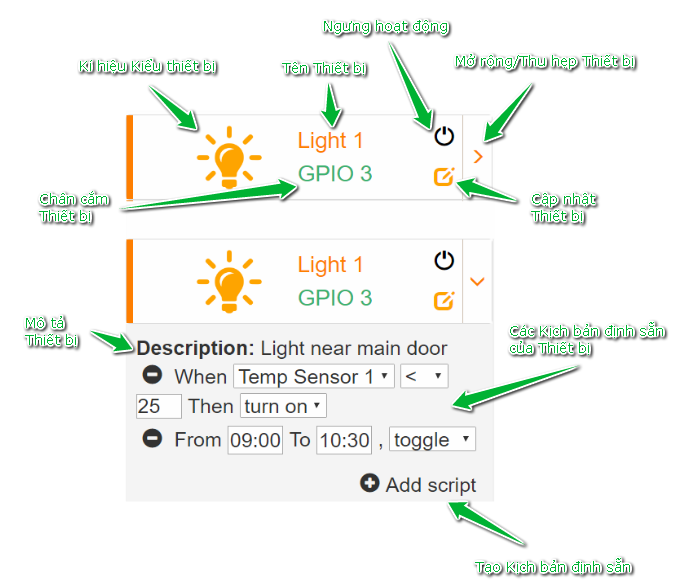 Ngưng hoạt động
Kí hiệu Kiểu thiết bị
Tên Thiết bị
Mở rộng/Thu hẹp Thiết bị
Light 1
GPIO 3
Chân cắm
Thiết bị
Cập nhật
Thiết bị
Light 1
GPIO 3
Mô tả
Thiết bị
Các Kịch bản định sẵn
của Thiết bị
Description: Light near main door
When Temp Sensor 1 <
25 Then turn on
From 09:00 To 10:30 , toggle
Add script
Tạo Kịch bản định sẵn